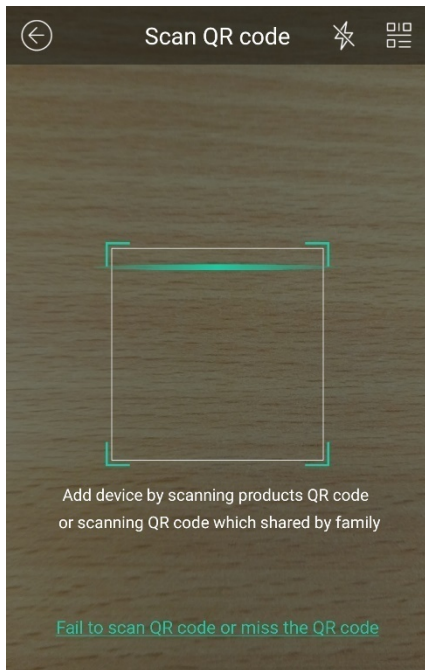 Scan QR code
Add device by scanning products QR code
or scanning QR code which shared by family
Fail to scan QR code or miss the QR code